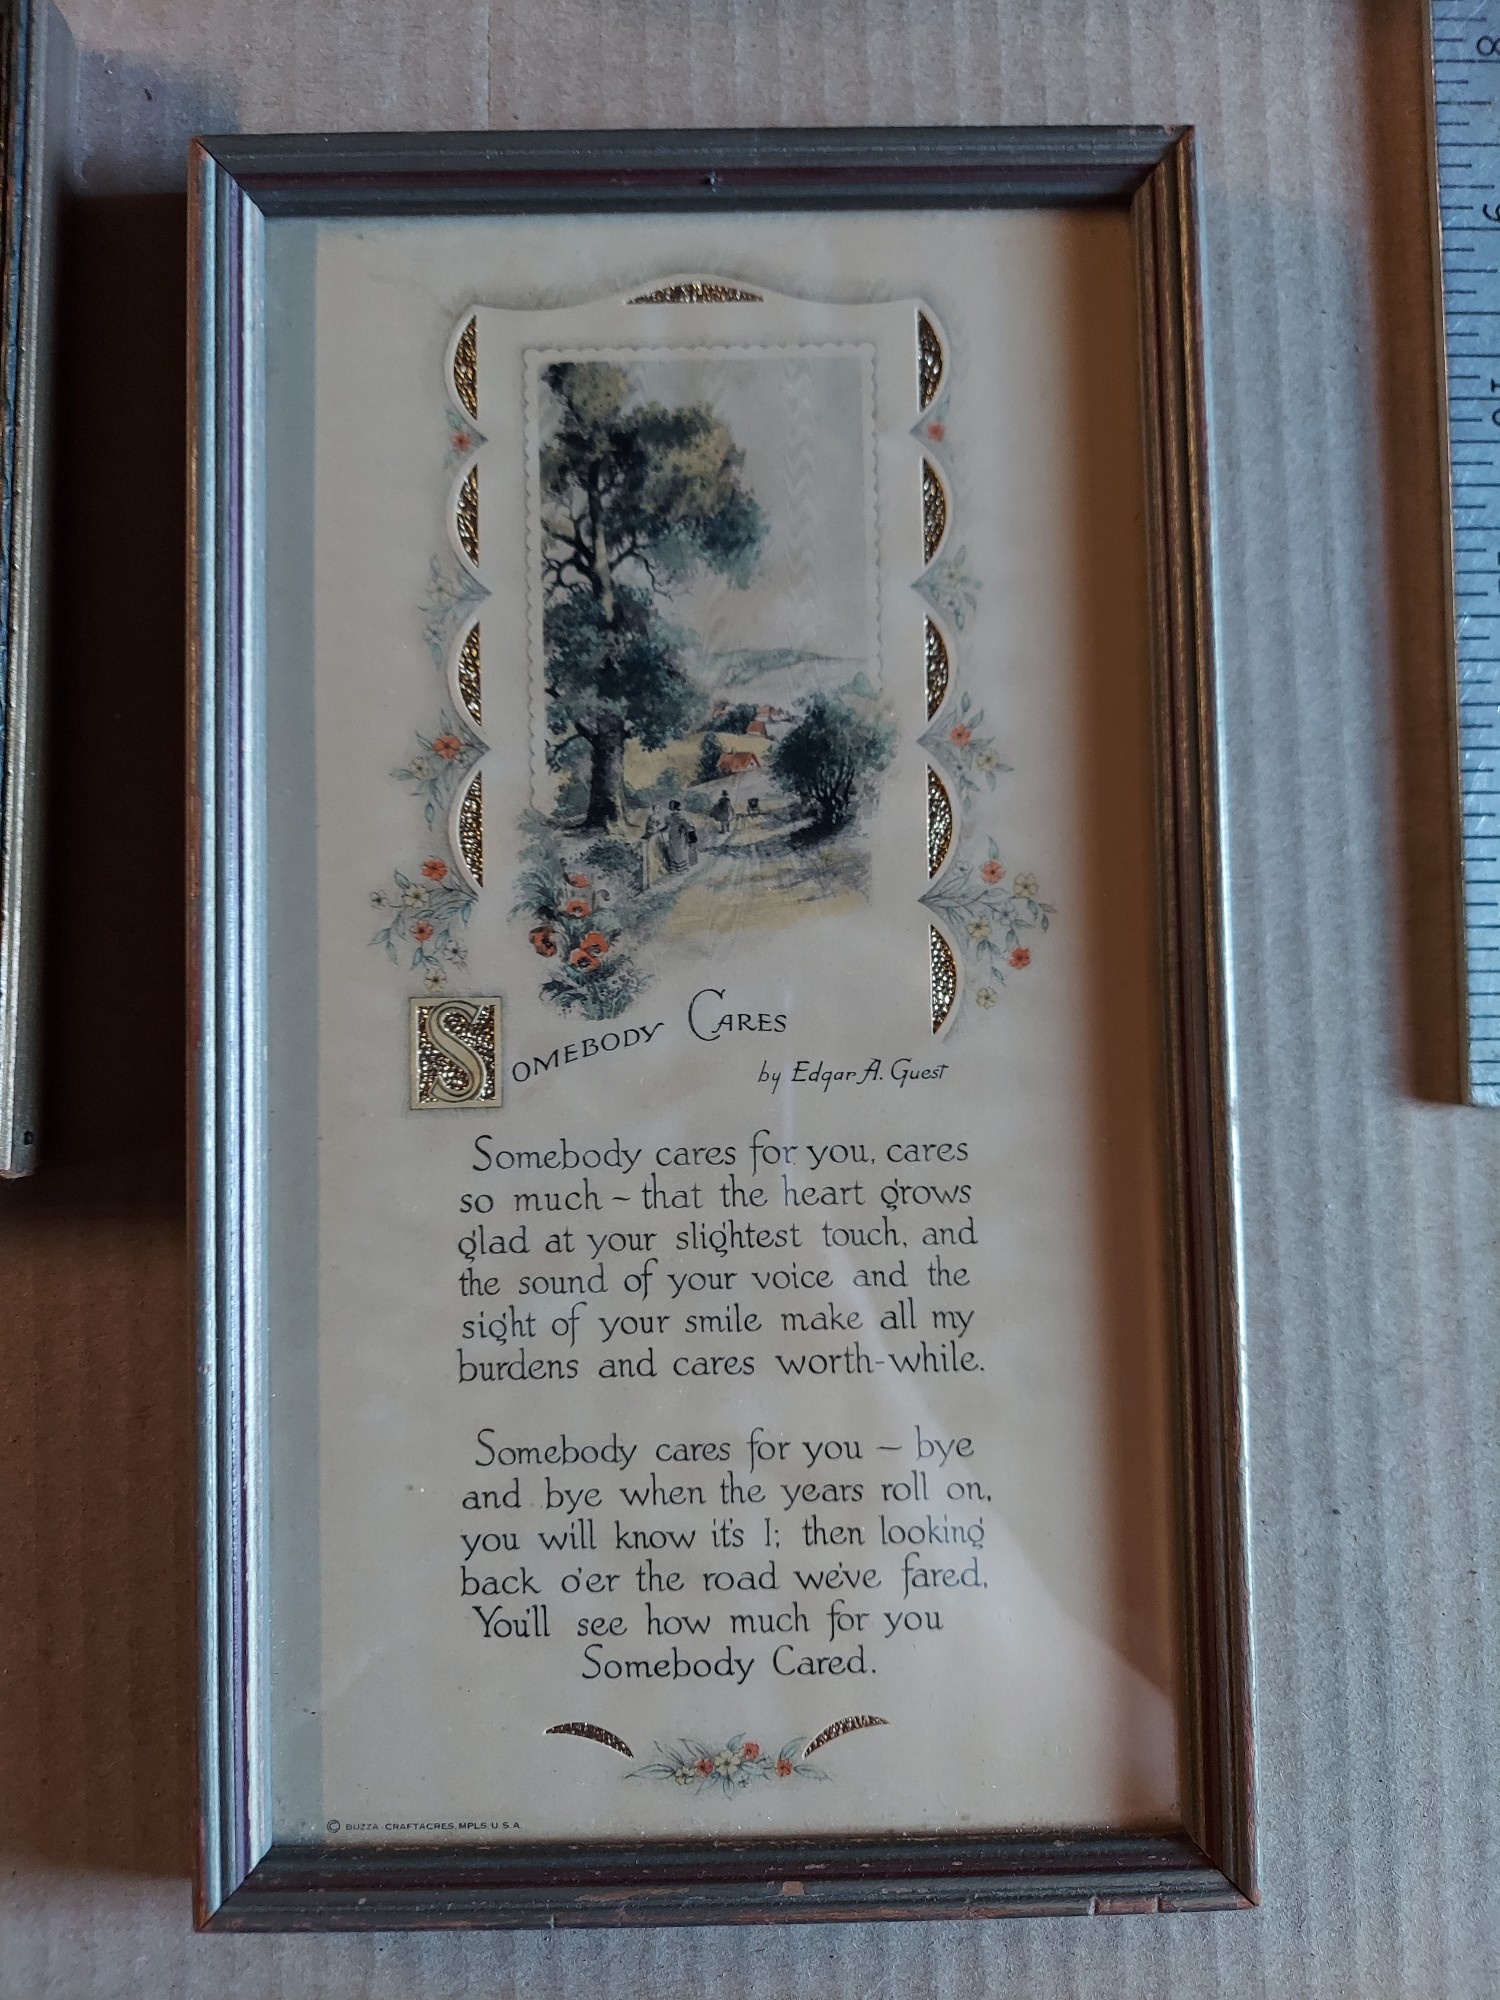 SOMEBODY CARES
by Edgar A. Guest
Somebody cares for you, cares
so much ~ that the heart grows
glad at your slightest touch, and
the sound of your voice and the
sight of your smile make all my
burdens and cares worth-while.
Somebody cares for you ~ bye
and bye when the years roll on,
you will know it's I; then looking
back o'er the road we've fared,
You'll see how much for you
Somebody Cared.
© BUZZA CRAFTACRES, MPLS. U.S.A.
8
9
10